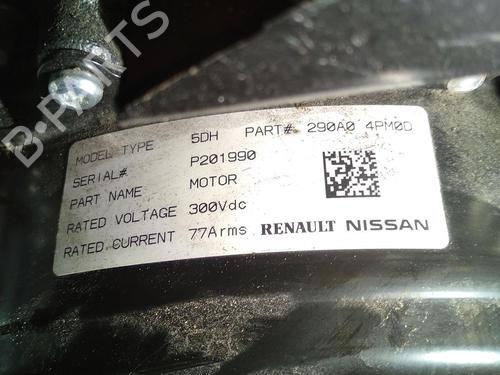 MODEL TYPE 5DH PART# 290A0 4PM0D
SERIAL# P201990
PART NAME MOTOR
RATED VOLTAGE 300Vdc
RATED CURRENT 77Arms RENAULT NISSAN
B-PARTS